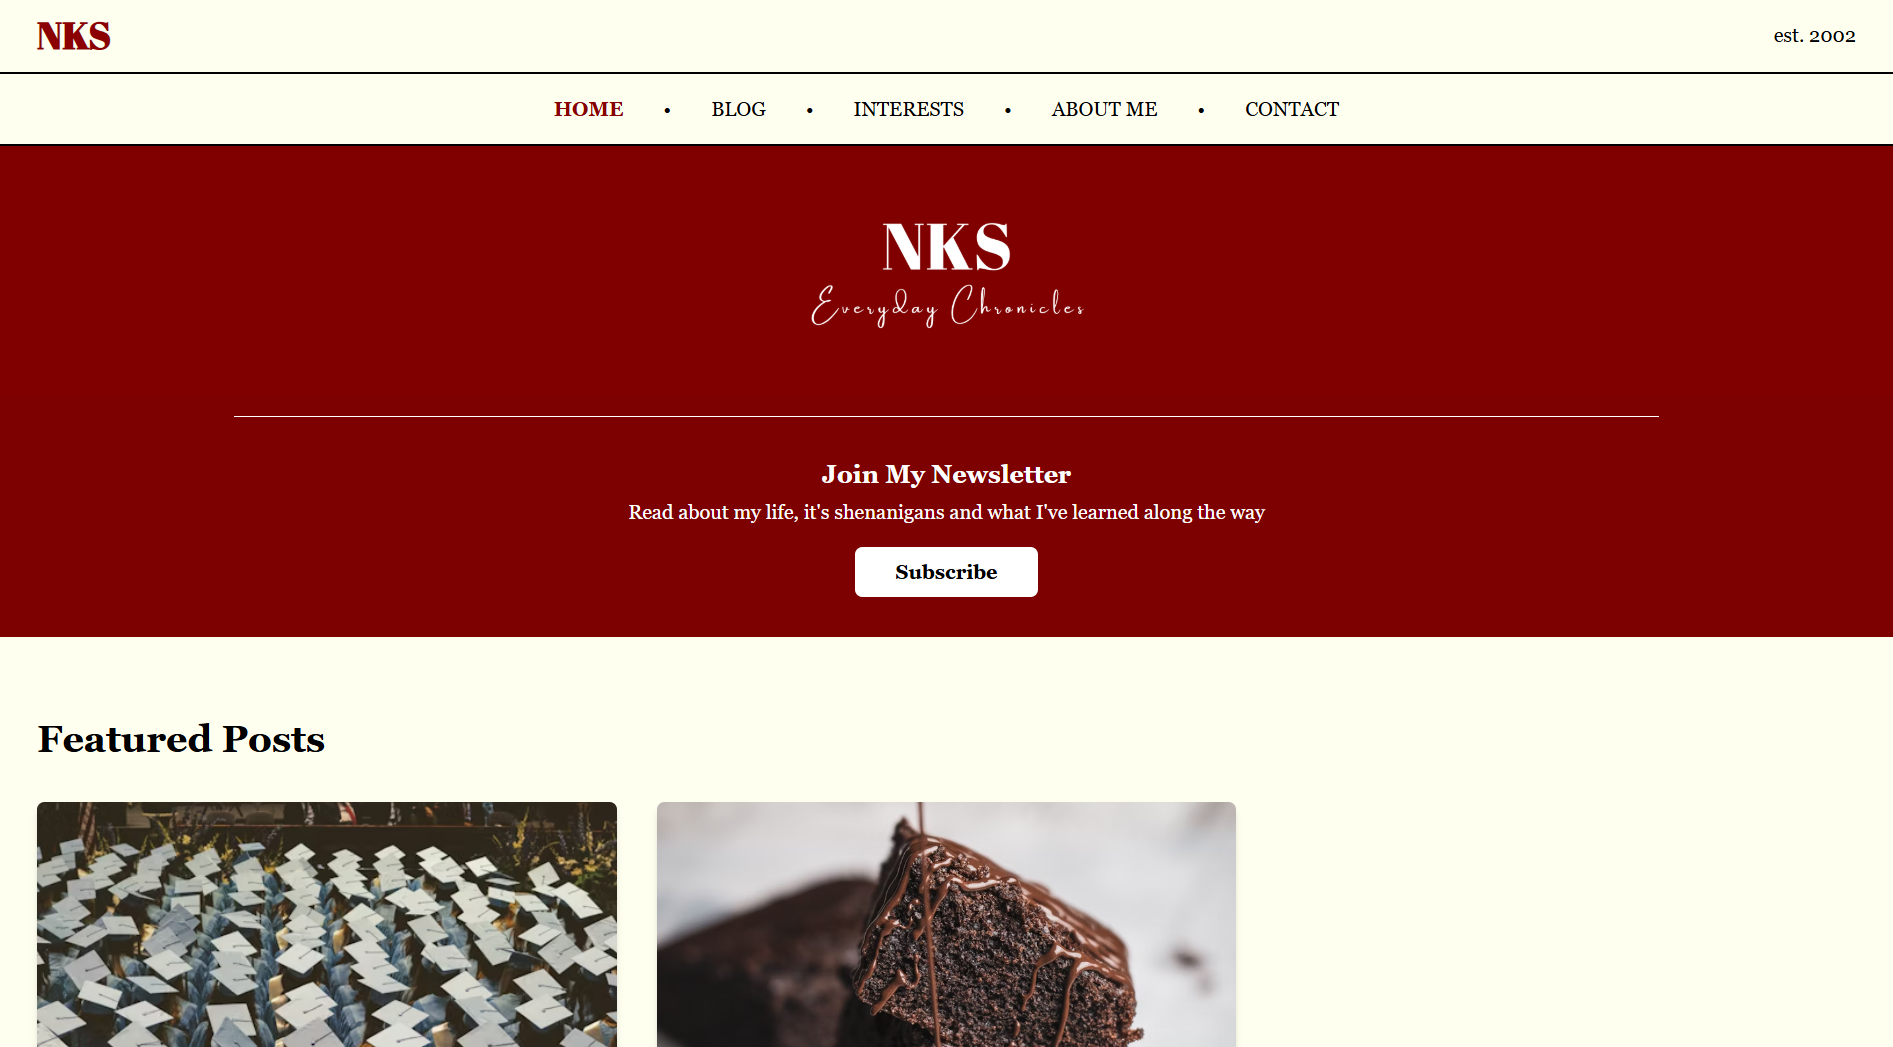 NKS
est. 2002
HOME • BLOG • INTERESTS • ABOUT ME • CONTACT
NKS
Everyday Chronicles
Join My Newsletter
Read about my life, it's shenanigans and what I've learned along the way
Subscribe
Featured Posts